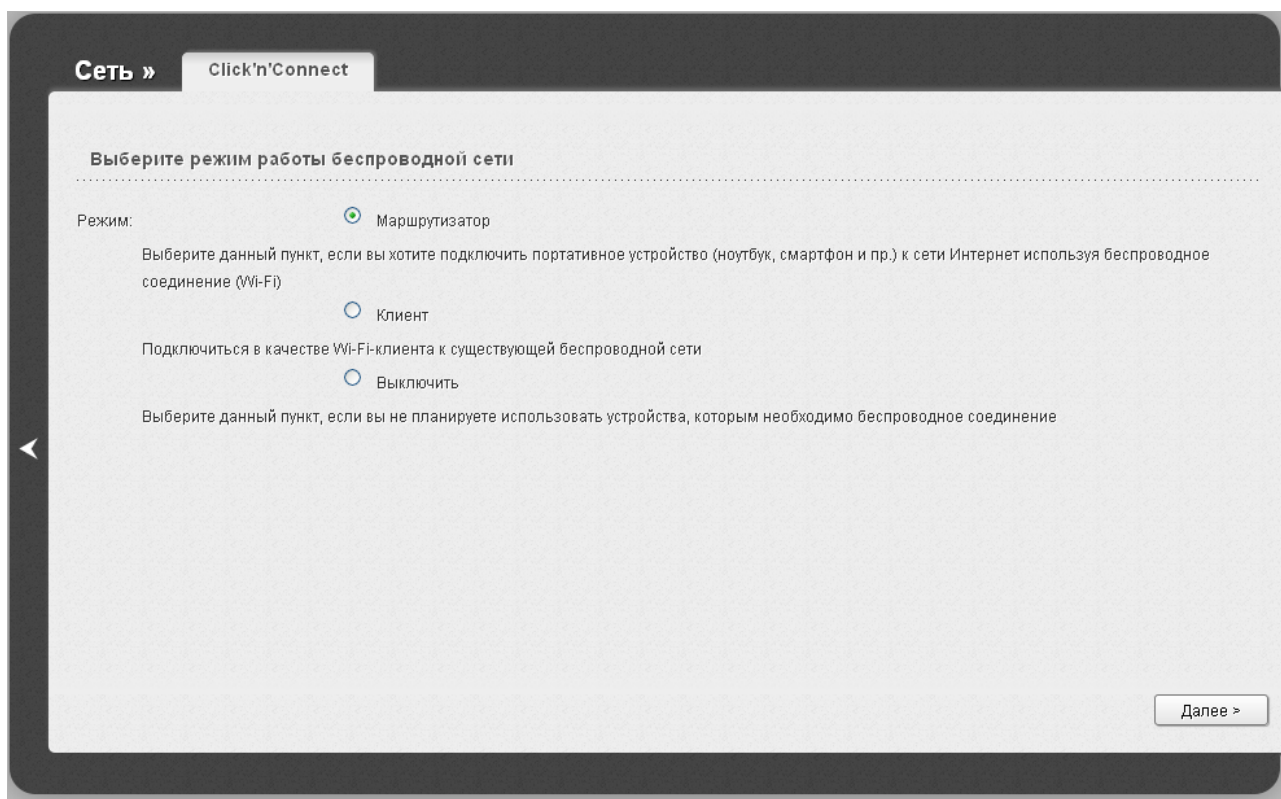 Сеть »
Click'n'Connect
Выберите режим работы беспроводной сети
Режим:
Маршрутизатор
Выберите данный пункт, если вы хотите подключить портативное устройство (ноутбук, смартфон и пр.) к сети Интернет используя беспроводное
соединение (Wi-Fi)
Клиент
Подключиться в качестве Wi-Fi-клиента к существующей беспроводной сети
Выключить
Выберите данный пункт, если вы не планируете использовать устройства, которым необходимо беспроводное соединение
Далее >